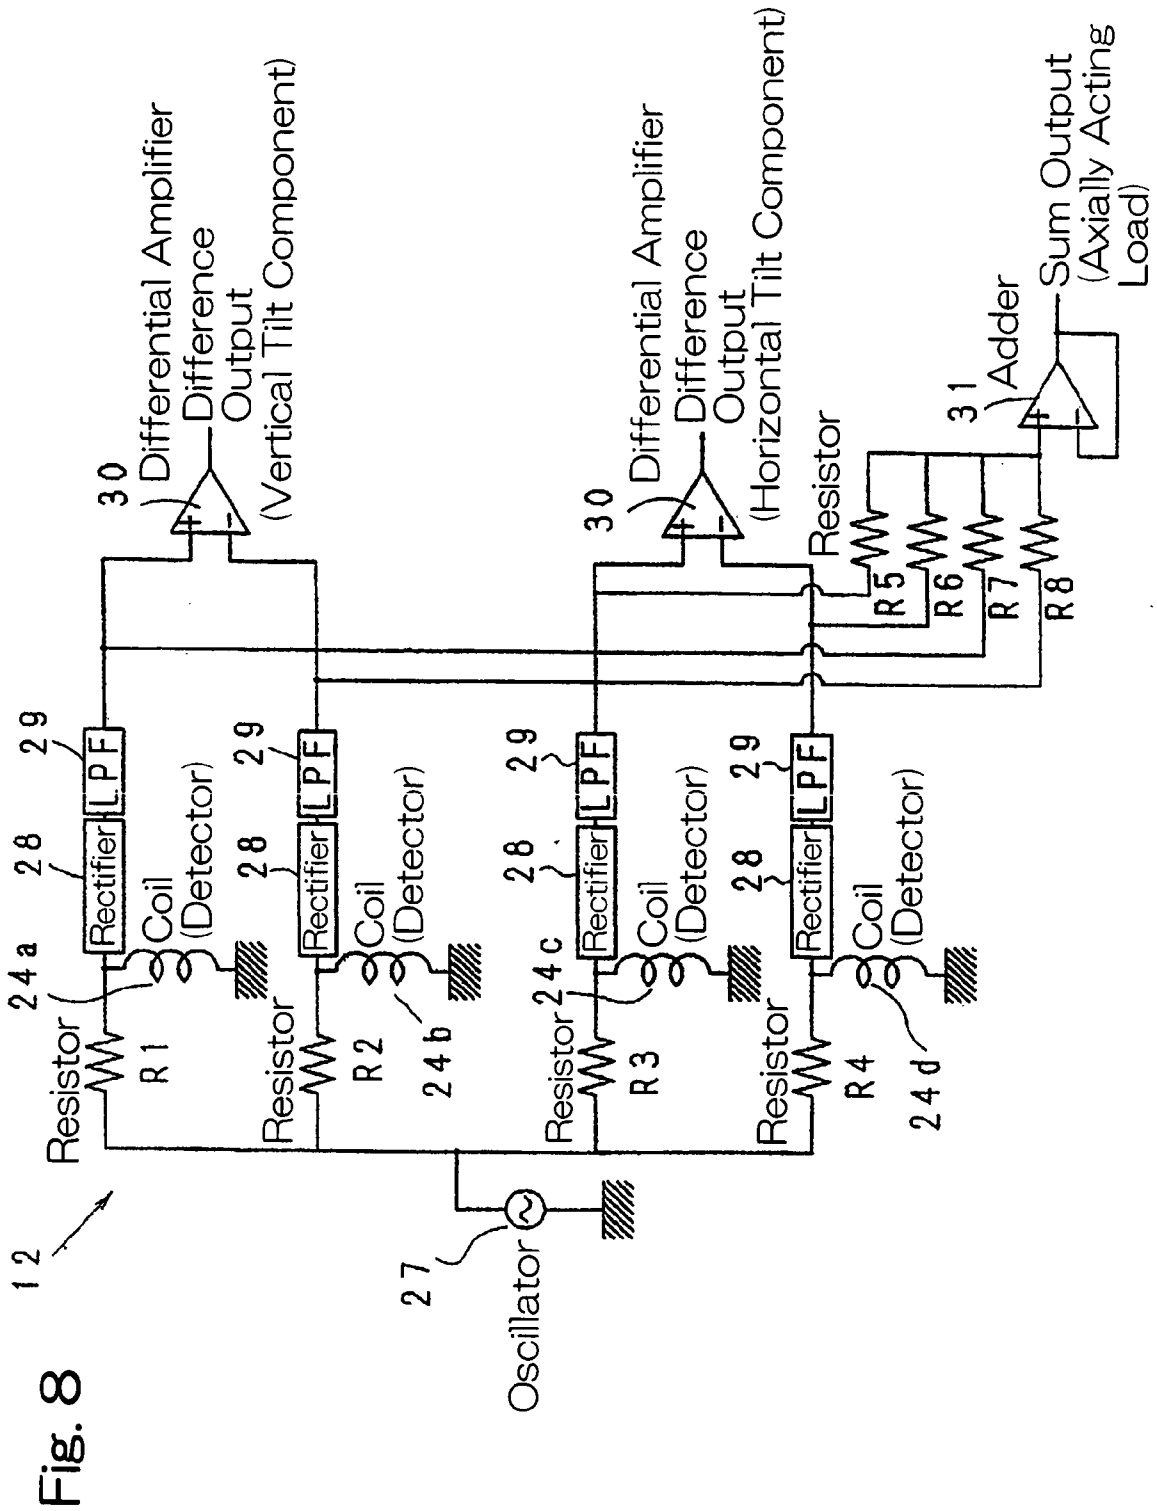 Fig. 8
12
27
Oscillator
Resistor
R1
24a
28
Rectifier
29
LPF
Coil
(Detector)
30
Differential Amplifier
Difference
Output
(Vertical Tilt Component)
Resistor
R2
24b
28
Rectifier
29
LPF
Coil
(Detector)
Resistor
R3
24c
28
Rectifier
29
LPF
Coil
(Detector)
30
Differential Amplifier
Difference
Output
(Horizontal Tilt Component)
Resistor
R4
24d
28
Rectifier
29
LPF
Coil
(Detector)
Resistor
R5
R6
R7
R8
31
Adder
Sum Output
(Axially Acting
Load)